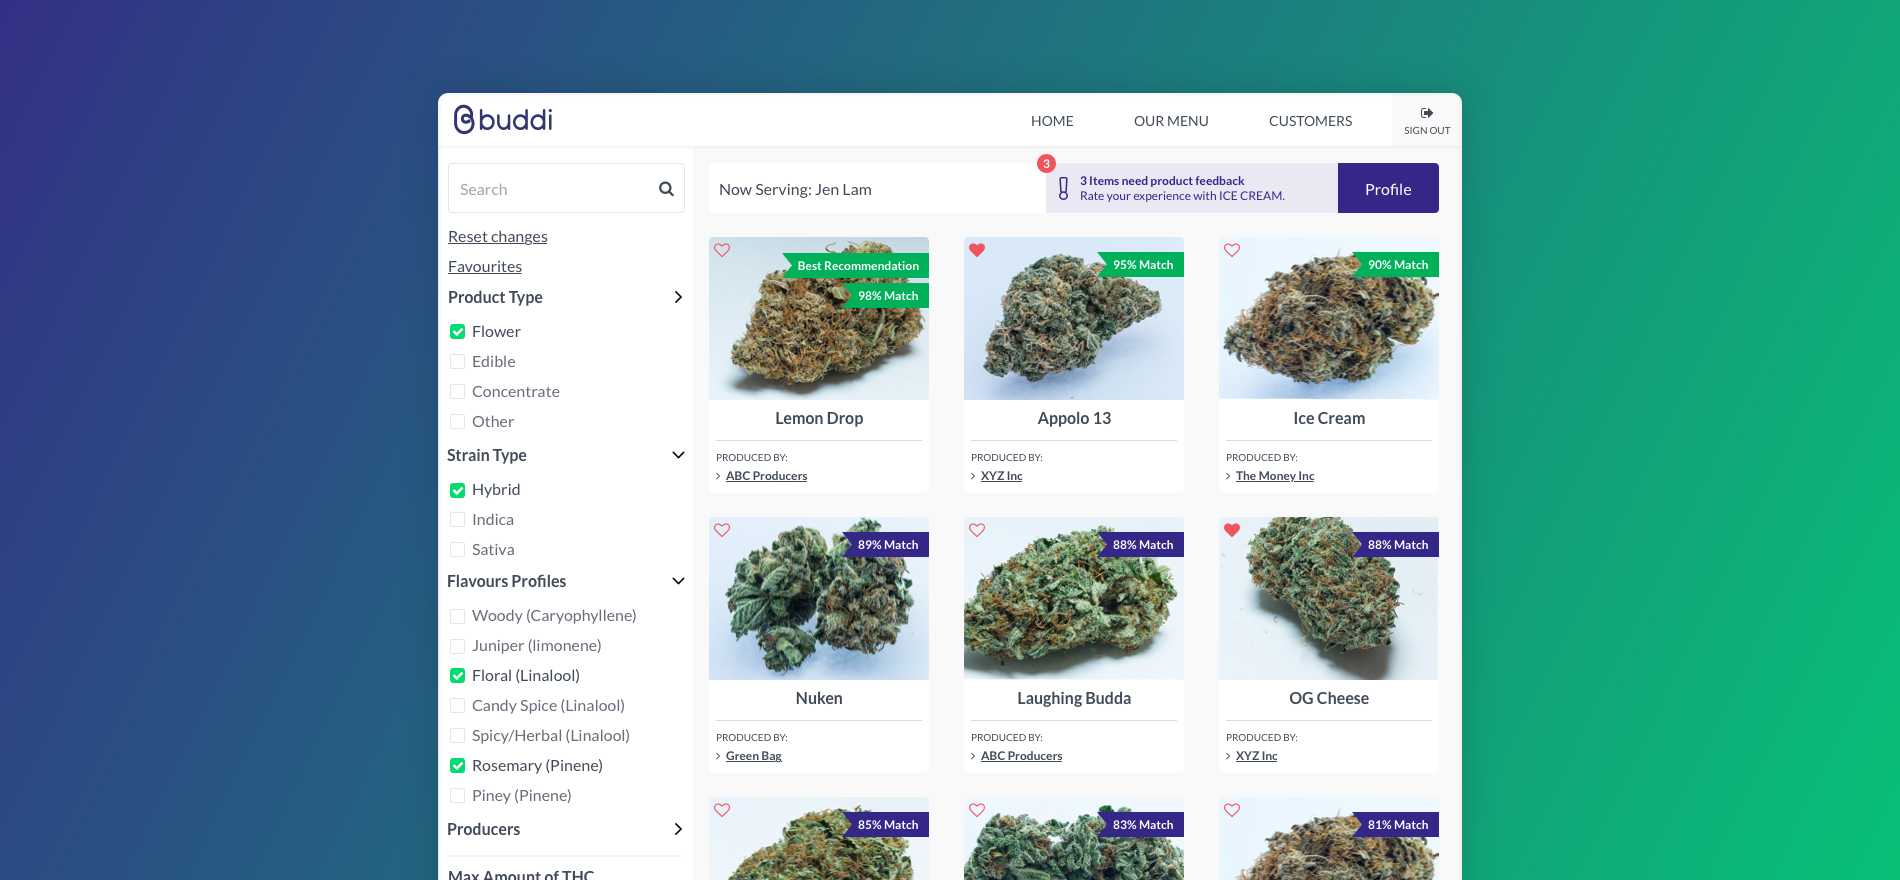 buddi
HOME
OUR MENU
CUSTOMERS
SIGN OUT
Search
Reset changes
Favourites
Product Type
Flower
Edible
Concentrate
Other
Strain Type
Hybrid
Indica
Sativa
Flavours Profiles
Woody (Caryophyllene)
Juniper (limonene)
Floral (Linalool)
Candy Spice (Linalool)
Spicy/Herbal (Linalool)
Rosemary (Pinene)
Piney (Pinene)
Producers
Max Amount of THC
Now Serving: Jen Lam
3
3 Items need product feedback
Rate your experience with ICE CREAM.
Profile
Best Recommendation
98% Match
Lemon Drop
PRODUCED BY:
ABC Producers
95% Match
Appolo 13
PRODUCED BY:
XYZ Inc
90% Match
Ice Cream
PRODUCED BY:
The Money Inc
89% Match
Nuken
PRODUCED BY:
Green Bag
88% Match
Laughing Budda
PRODUCED BY:
ABC Producers
88% Match
OG Cheese
PRODUCED BY:
XYZ Inc
85% Match
83% Match
81% Match